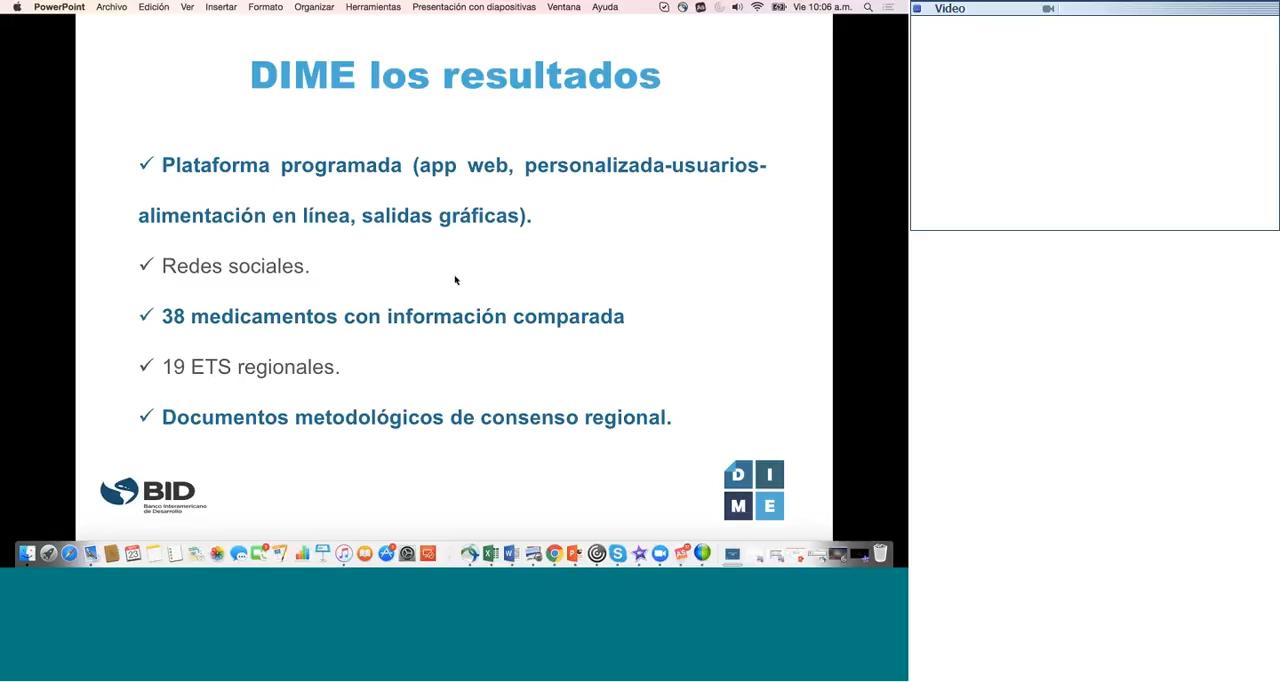 PowerPoint Archivo Edición Ver Insertar Formato Organizar Herramientas Presentación con diapositivas Ventana Ayuda Vie 10:06 a.m.
Video
DIME los resultados
✓ Plataforma programada (app web, personalizada-usuarios-
alimentación en línea, salidas gráficas).
✓ Redes sociales.
✓ 38 medicamentos con información comparada
✓ 19 ETS regionales.
✓ Documentos metodológicos de consenso regional.
BID
Banco Interamericano
de Desarrollo
D I
M E
23